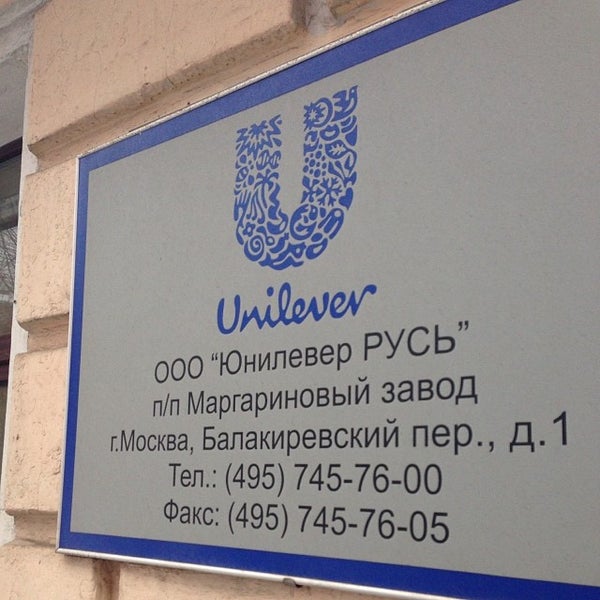 Unilever
ООО “Юнилевер РУСЬ”
п/п Маргариновый завод
г.Москва, Балакиревский пер., д.1
Тел.: (495) 745-76-00
Факс: (495) 745-76-05